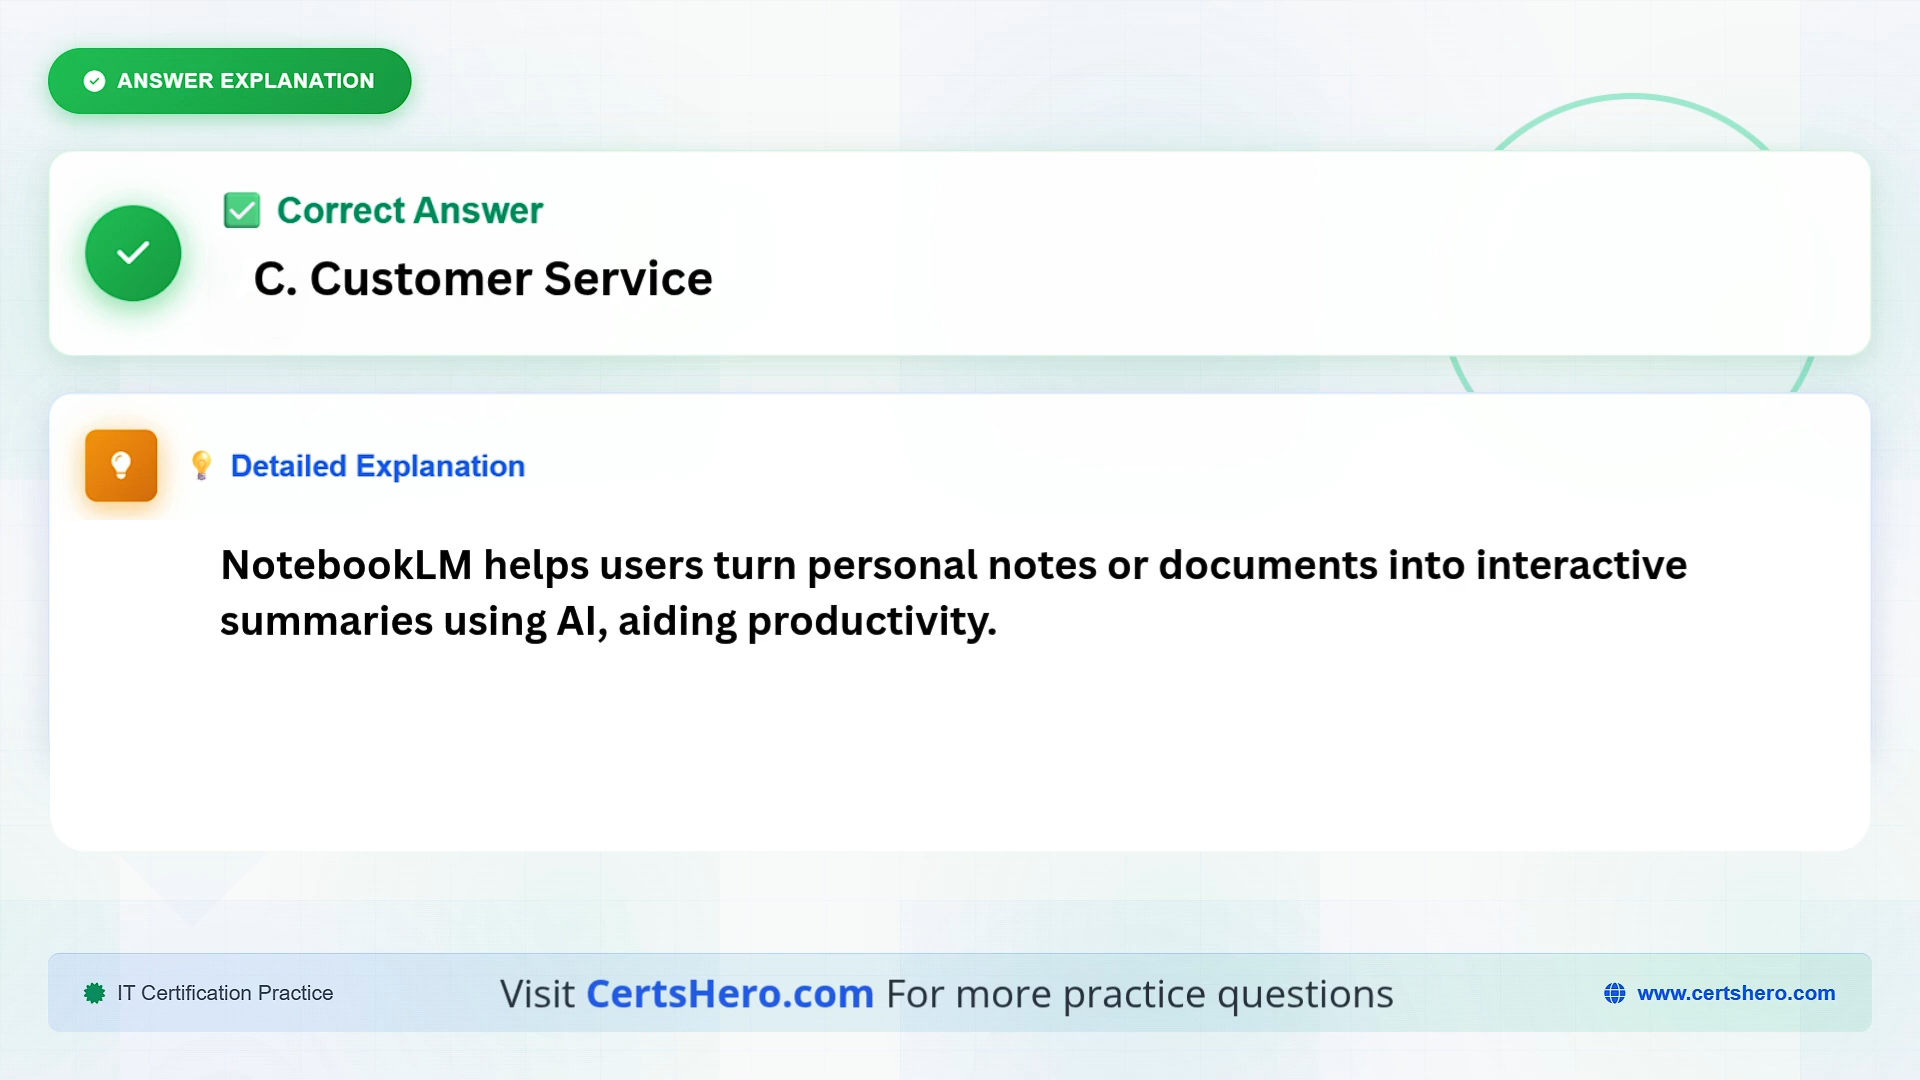 ANSWER EXPLANATION
✅ Correct Answer
C. Customer Service
💡 Detailed Explanation
NotebookLM helps users turn personal notes or documents into interactive
summaries using AI, aiding productivity.
IT Certification Practice
Visit CertsHero.com For more practice questions
www.certshero.com